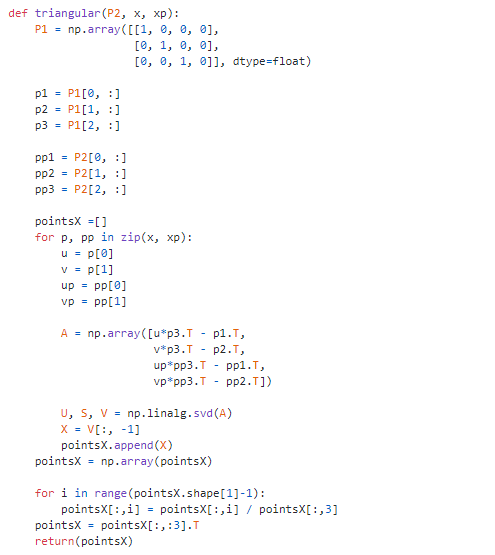 def triangular(P2, x, xp):
    P1 = np.array([[1, 0, 0, 0],
                   [0, 1, 0, 0],
                   [0, 0, 1, 0]], dtype=float)
    p1 = P1[0, :]
    p2 = P1[1, :]
    p3 = P1[2, :]
    pp1 = P2[0, :]
    pp2 = P2[1, :]
    pp3 = P2[2, :]
    pointsX =[]
    for p, pp in zip(x, xp):
        u = p[0]
        v = p[1]
        up = pp[0]
        vp = pp[1]
        A = np.array([u*p3.T - p1.T,
                      v*p3.T - p2.T,
                      up*pp3.T - pp1.T,
                      vp*pp3.T - pp2.T])
        U, S, V = np.linalg.svd(A)
        X = V[:, -1]
        pointsX.append(X)
    pointsX = np.array(pointsX)
    for i in range(pointsX.shape[1]-1):
        pointsX[:,i] = pointsX[:,i] / pointsX[:,3]
    pointsX = pointsX[:,:3].T
    return(pointsX)